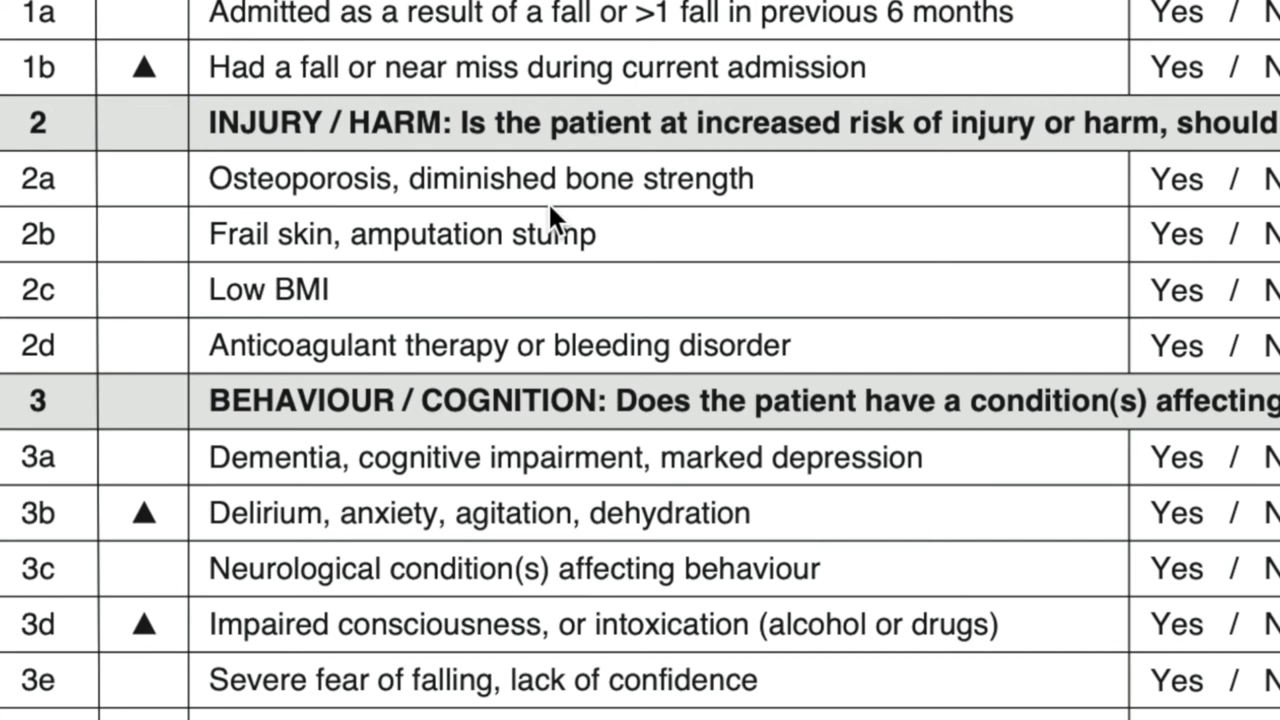 1a Admitted as a result of a fall or >1 fall in previous 6 months Yes / N
1b ▲ Had a fall or near miss during current admission Yes / N
2 INJURY / HARM: Is the patient at increased risk of injury or harm, should
2a Osteoporosis, diminished bone strength Yes / N
2b Frail skin, amputation stump Yes / N
2c Low BMI Yes / N
2d Anticoagulant therapy or bleeding disorder Yes / N
3 BEHAVIOUR / COGNITION: Does the patient have a condition(s) affecting
3a Dementia, cognitive impairment, marked depression Yes / N
3b ▲ Delirium, anxiety, agitation, dehydration Yes / N
3c Neurological condition(s) affecting behaviour Yes / N
3d ▲ Impaired consciousness, or intoxication (alcohol or drugs) Yes / N
3e Severe fear of falling, lack of confidence Yes / N